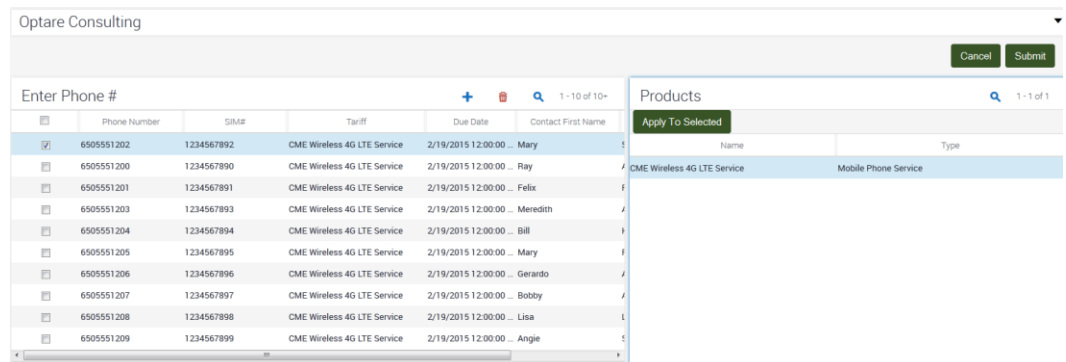 Optare Consulting
Cancel Submit
Enter Phone # 1 - 10 of 10+
Phone Number SIM# Tariff Due Date Contact First Name
6505551202 1234567892 CME Wireless 4G LTE Service 2/19/2015 12:00:00 ... Mary
6505551200 1234567890 CME Wireless 4G LTE Service 2/19/2015 12:00:00 ... Ray
6505551201 1234567891 CME Wireless 4G LTE Service 2/19/2015 12:00:00 ... Felix
6505551203 1234567893 CME Wireless 4G LTE Service 2/19/2015 12:00:00 ... Meredith
6505551204 1234567894 CME Wireless 4G LTE Service 2/19/2015 12:00:00 ... Bill
6505551205 1234567895 CME Wireless 4G LTE Service 2/19/2015 12:00:00 ... Mary
6505551206 1234567896 CME Wireless 4G LTE Service 2/19/2015 12:00:00 ... Gerardo
6505551207 1234567897 CME Wireless 4G LTE Service 2/19/2015 12:00:00 ... Bobby
6505551208 1234567898 CME Wireless 4G LTE Service 2/19/2015 12:00:00 ... Lisa
6505551209 1234567899 CME Wireless 4G LTE Service 2/19/2015 12:00:00 ... Angie
Products 1 - 1 of 1
Apply To Selected
Name Type
CME Wireless 4G LTE Service Mobile Phone Service